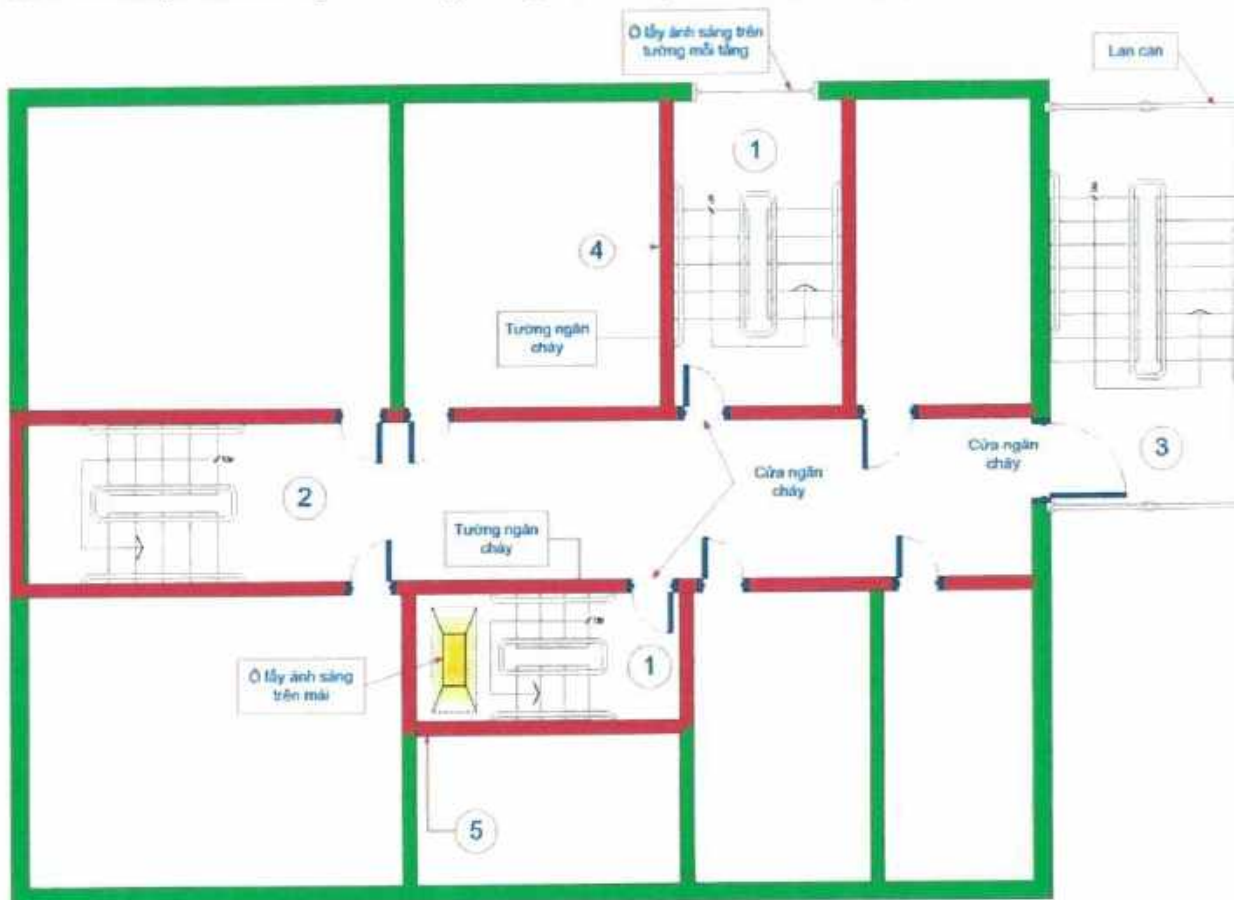 Ô lấy ánh sáng trên
tường mỗi tầng
Lan can
1
4
Tường ngăn
cháy
Cửa ngăn
cháy
3
2
Cửa ngăn
cháy
Tường ngăn
cháy
Ô lấy ánh sáng
trên mái
1
5